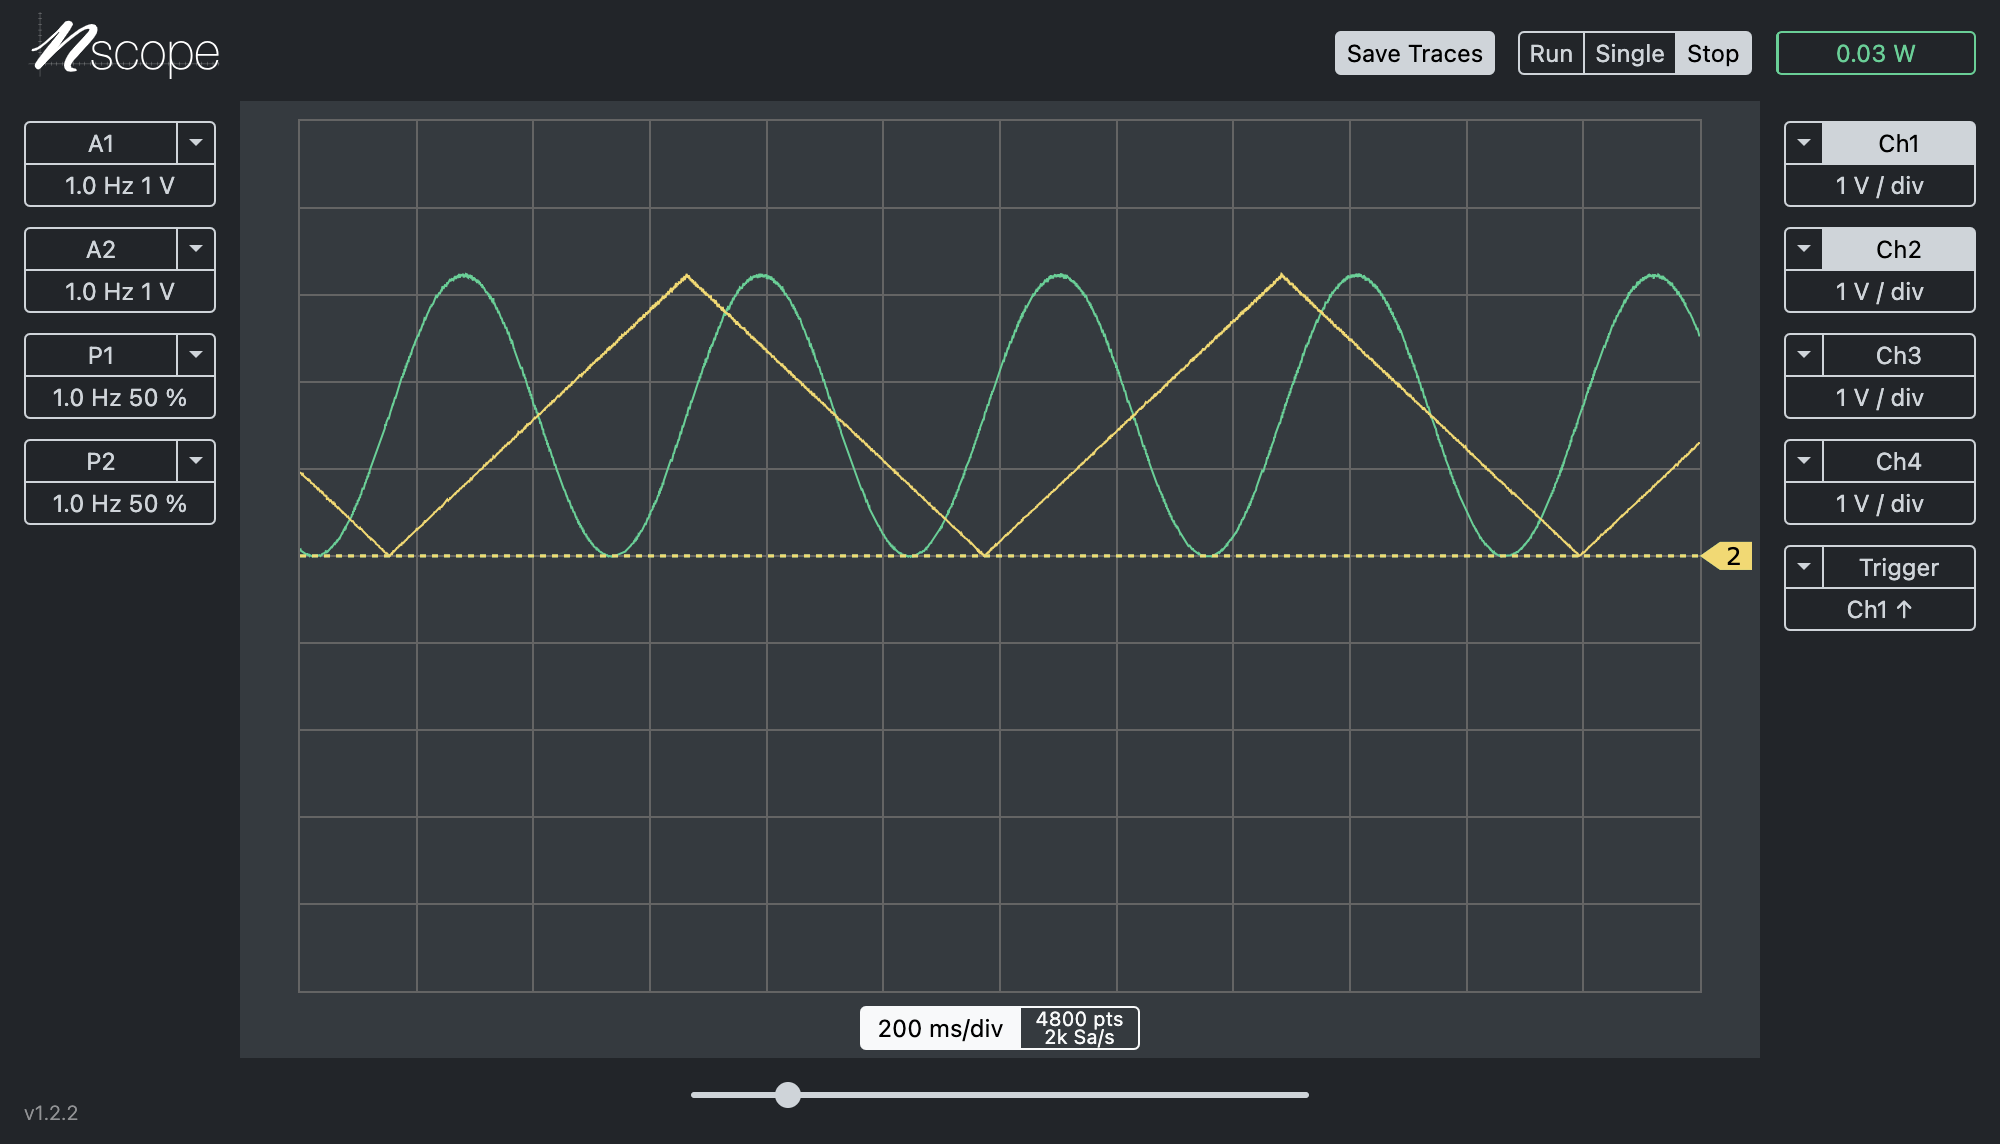 nscope
Save Traces
Run Single Stop
0.03 W
A1
1.0 Hz 1 V
A2
1.0 Hz 1 V
P1
1.0 Hz 50 %
P2
1.0 Hz 50 %
2
Ch1
1 V / div
Ch2
1 V / div
Ch3
1 V / div
Ch4
1 V / div
Trigger
Ch1 ↑
200 ms/div
4800 pts
2k Sa/s
v1.2.2